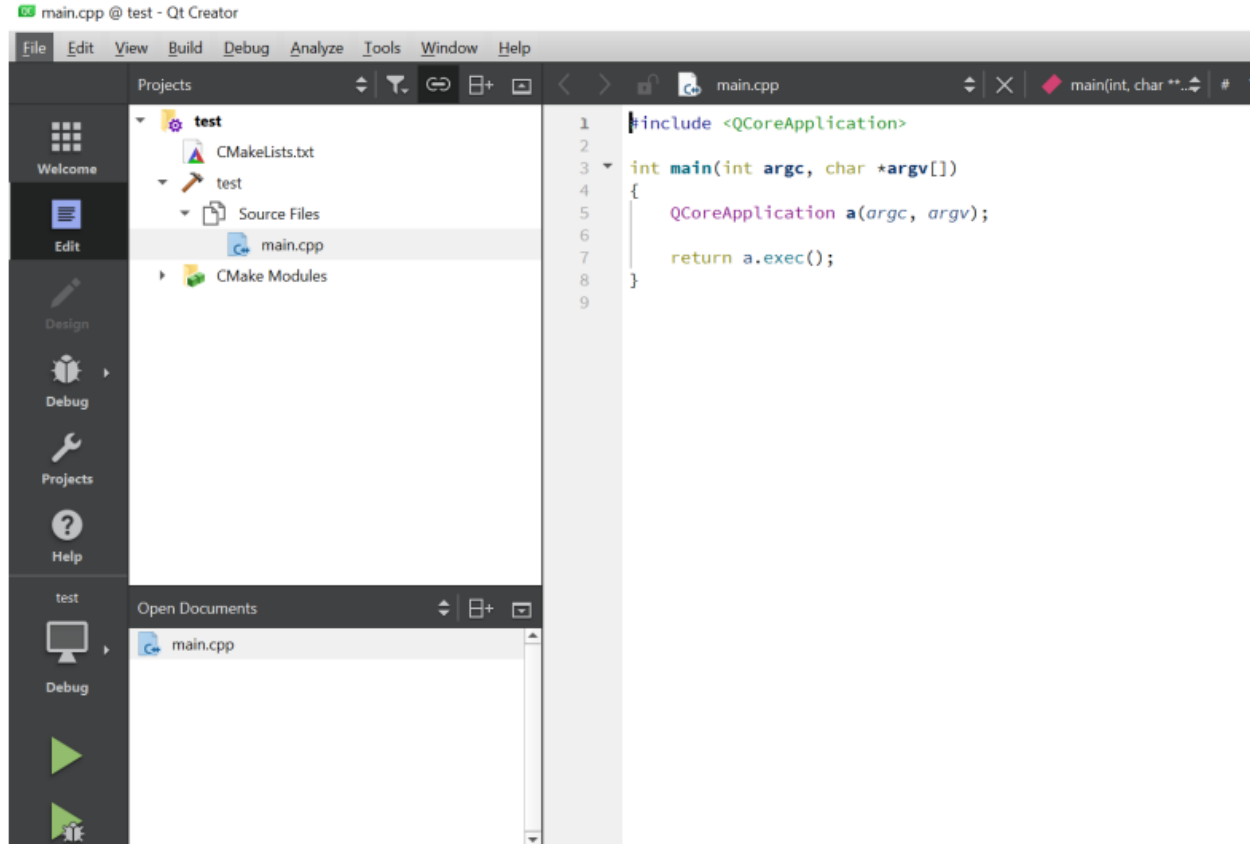 main.cpp @ test - Qt Creator
File Edit View Build Debug Analyze Tools Window Help
Projects
main.cpp
main(int, char **...
#
Welcome
Edit
Design
Debug
Projects
Help
test
Debug
test
CMakeLists.txt
test
Source Files
main.cpp
CMake Modules
Open Documents
main.cpp
1 #include <QCoreApplication>
2
3 int main(int argc, char *argv[])
4 {
5 QCoreApplication a(argc, argv);
6
7 return a.exec();
8 }
9